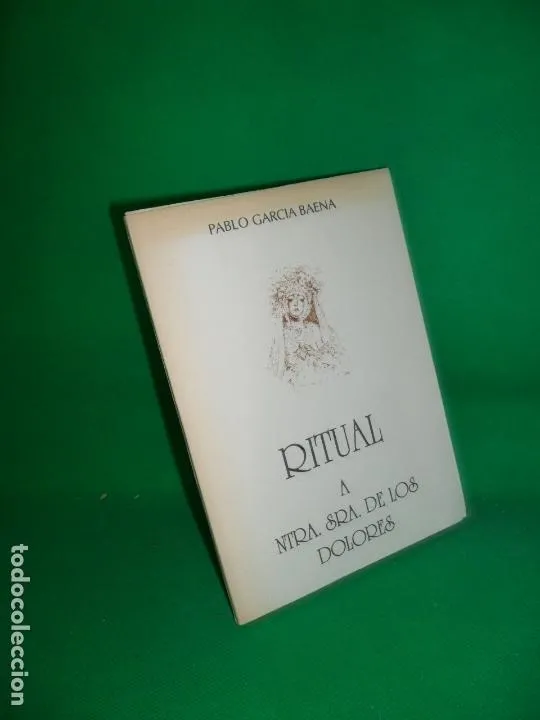 PABLO GARCIA BAENA
RITUAL
A
NTRA. SRA. DE LOS
DOLORES
todocoleccion